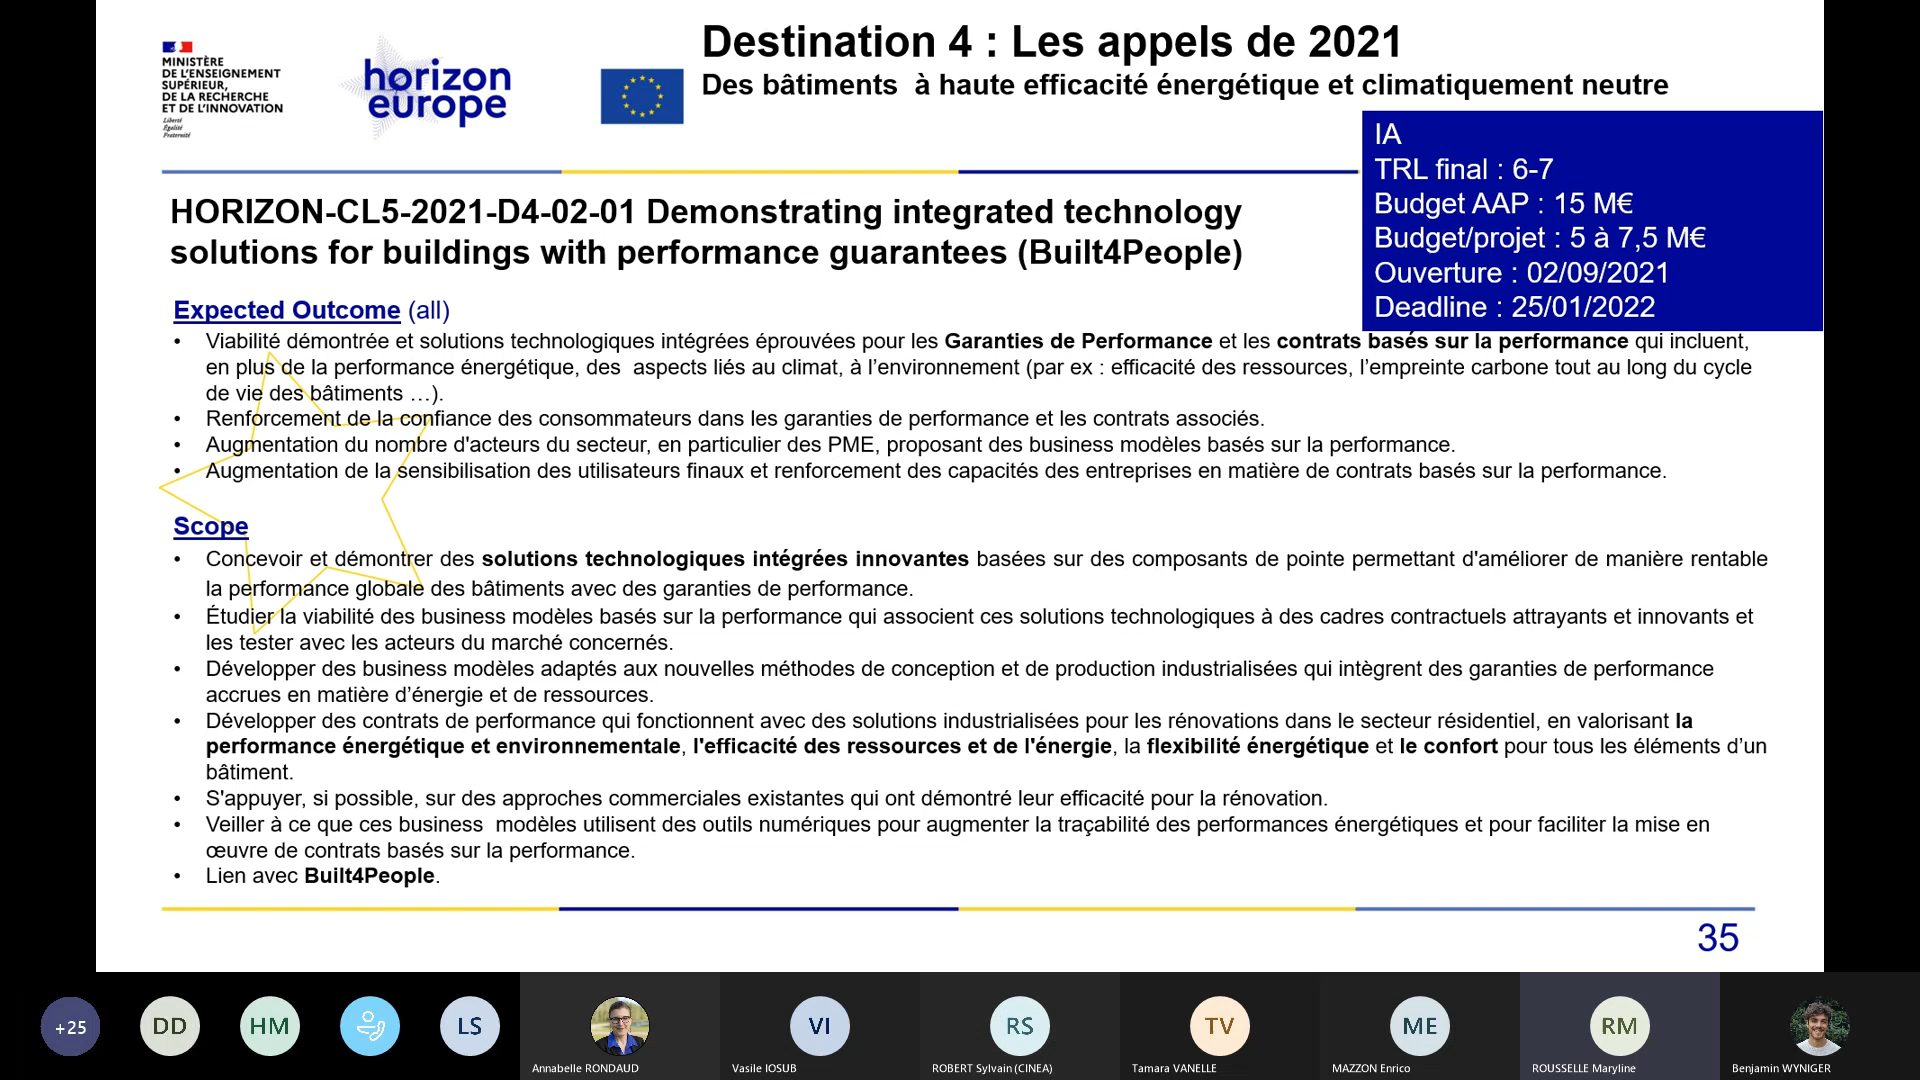 MINISTÈRE
DE L'ENSEIGNEMENT
SUPÉRIEUR,
DE LA RECHERCHE
ET DE L'INNOVATION
Liberté
Égalité
Fraternité
horizon
europe
Destination 4 : Les appels de 2021
Des bâtiments à haute efficacité énergétique et climatiquement neutre
IA
TRL final : 6-7
Budget AAP : 15 M€
Budget/projet : 5 à 7,5 M€
Ouverture : 02/09/2021
Deadline : 25/01/2022
HORIZON-CL5-2021-D4-02-01 Demonstrating integrated technology
solutions for buildings with performance guarantees (Built4People)
Expected Outcome (all)
• Viabilité démontrée et solutions technologiques intégrées éprouvées pour les Garanties de Performance et les contrats basés sur la performance qui incluent,
en plus de la performance énergétique, des aspects liés au climat, à l’environnement (par ex : efficacité des ressources, l’empreinte carbone tout au long du cycle
de vie des bâtiments …).
• Renforcement de la confiance des consommateurs dans les garanties de performance et les contrats associés.
• Augmentation du nombre d'acteurs du secteur, en particulier des PME, proposant des business modèles basés sur la performance.
• Augmentation de la sensibilisation des utilisateurs finaux et renforcement des capacités des entreprises en matière de contrats basés sur la performance.
Scope
• Concevoir et démontrer des solutions technologiques intégrées innovantes basées sur des composants de pointe permettant d'améliorer de manière rentable
la performance globale des bâtiments avec des garanties de performance.
• Étudier la viabilité des business modèles basés sur la performance qui associent ces solutions technologiques à des cadres contractuels attrayants et innovants et
les tester avec les acteurs du marché concernés.
• Développer des business modèles adaptés aux nouvelles méthodes de conception et de production industrialisées qui intègrent des garanties de performance
accrues en matière d’énergie et de ressources.
• Développer des contrats de performance qui fonctionnent avec des solutions industrialisées pour les rénovations dans le secteur résidentiel, en valorisant la
performance énergétique et environnementale, l'efficacité des ressources et de l'énergie, la flexibilité énergétique et le confort pour tous les éléments d’un
bâtiment.
• S'appuyer, si possible, sur des approches commerciales existantes qui ont démontré leur efficacité pour la rénovation.
• Veiller à ce que ces business modèles utilisent des outils numériques pour augmenter la traçabilité des performances énergétiques et pour faciliter la mise en
œuvre de contrats basés sur la performance.
• Lien avec Built4People.
35
+25
DD
HM
LS
VI
RS
TV
ME
RM
Annabelle RONDAUD
Vasile IOSUB
ROBERT Sylvain (CINEA)
Tamara VANELLE
MAZZON Enrico
ROUSSELLE Maryline
Benjamin WYNIGER